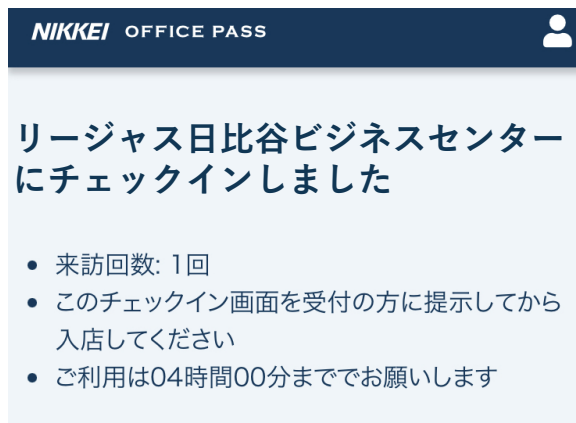 NIKKEI OFFICE PASS
リージャス日比谷ビジネスセンター
にチェックインしました
• 来訪回数: 1回
• このチェックイン画面を受付の方に提示してから
入店してください
• ご利用は04時間00分まででお願いします